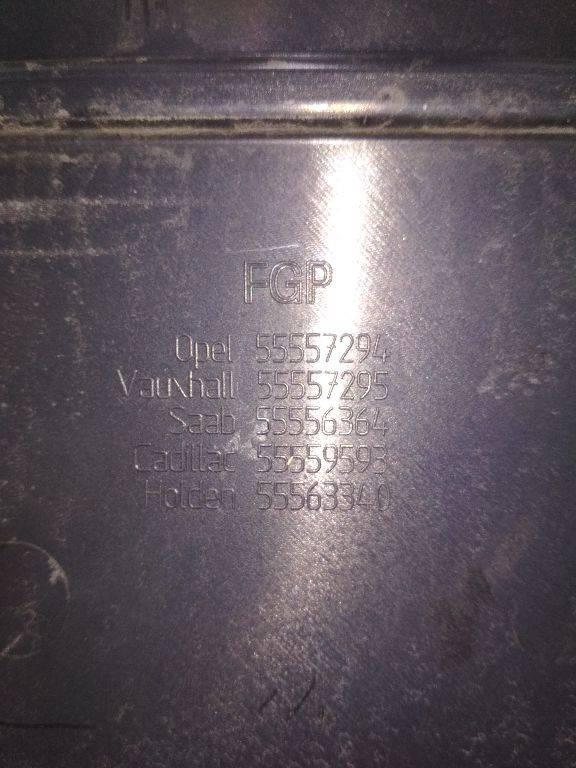 FGP
Opel 55557294
Vauxhall 55557295
Saab 55556364
Cadillac 55559593
Holden 55563340